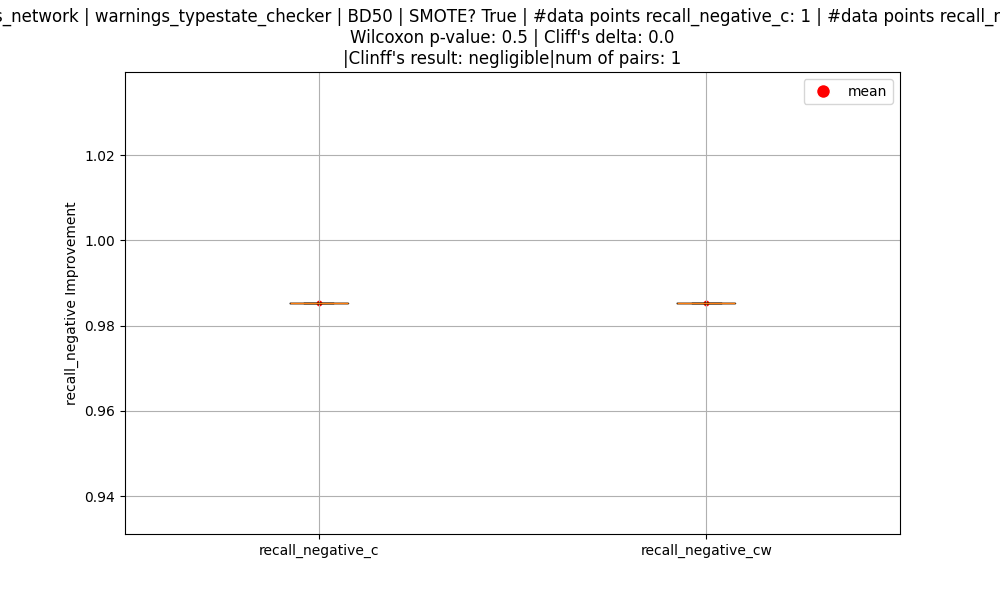 s_network | warnings_typestate_checker | BD50 | SMOTE? True | #data points recall_negative_c: 1 | #data points recall_n
Wilcoxon p-value: 0.5 | Cliff's delta: 0.0
|Clinff's result: negligible|num of pairs: 1
mean
1.02
1.00
0.98
0.96
0.94
recall_negative Improvement
recall_negative_c
recall_negative_cw